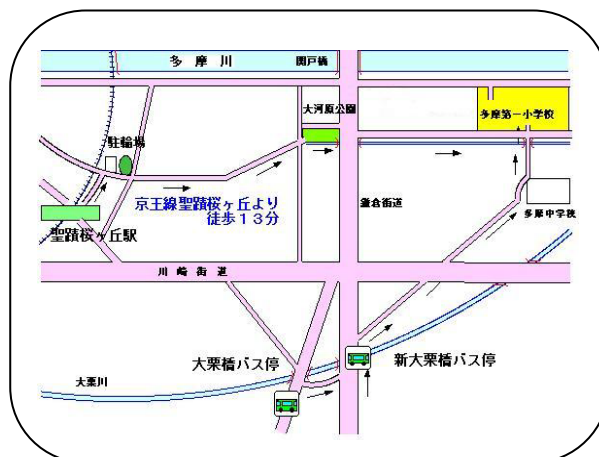 多摩川
関戸橋
大河原公園
多摩第一小学校
駐輪場
京王線聖蹟桜ヶ丘より
徒歩13分
鎌倉街道
多摩中学校
聖蹟桜ヶ丘駅
川崎街道
大栗橋バス停
新大栗橋バス停
大栗川